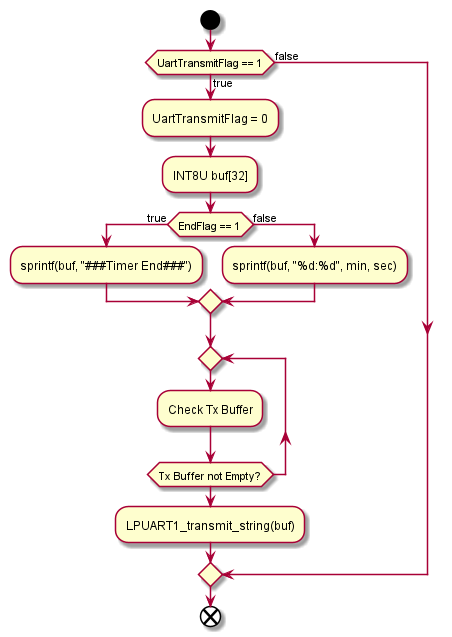 UartTransmitFlag == 1
false
true
UartTransmitFlag = 0
INT8U buf[32]
EndFlag == 1
true
false
sprintf(buf, "###Timer End###")
sprintf(buf, "%d:%d", min, sec)
Check Tx Buffer
Tx Buffer not Empty?
LPUART1_transmit_string(buf)